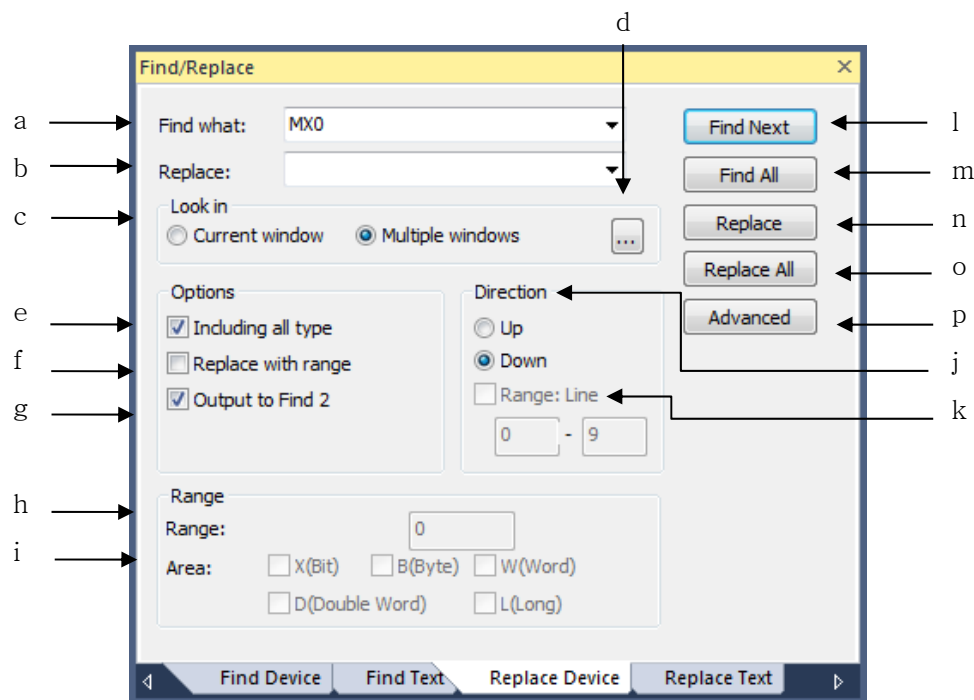 d
Find/Replace
a Find what: MX0 Find Next l
b Replace: Find All m
c Look in Replace n
Current window Multiple windows ...
Replace All o
Options Direction
e Including all type Up Advanced p
f Replace with range Down j
g Output to Find 2 Range: Line k
0 - 9
h Range
Range: 0
i Area: X(Bit) B(Byte) W(Word)
D(Double Word) L(Long)
Find Device Find Text Replace Device Replace Text